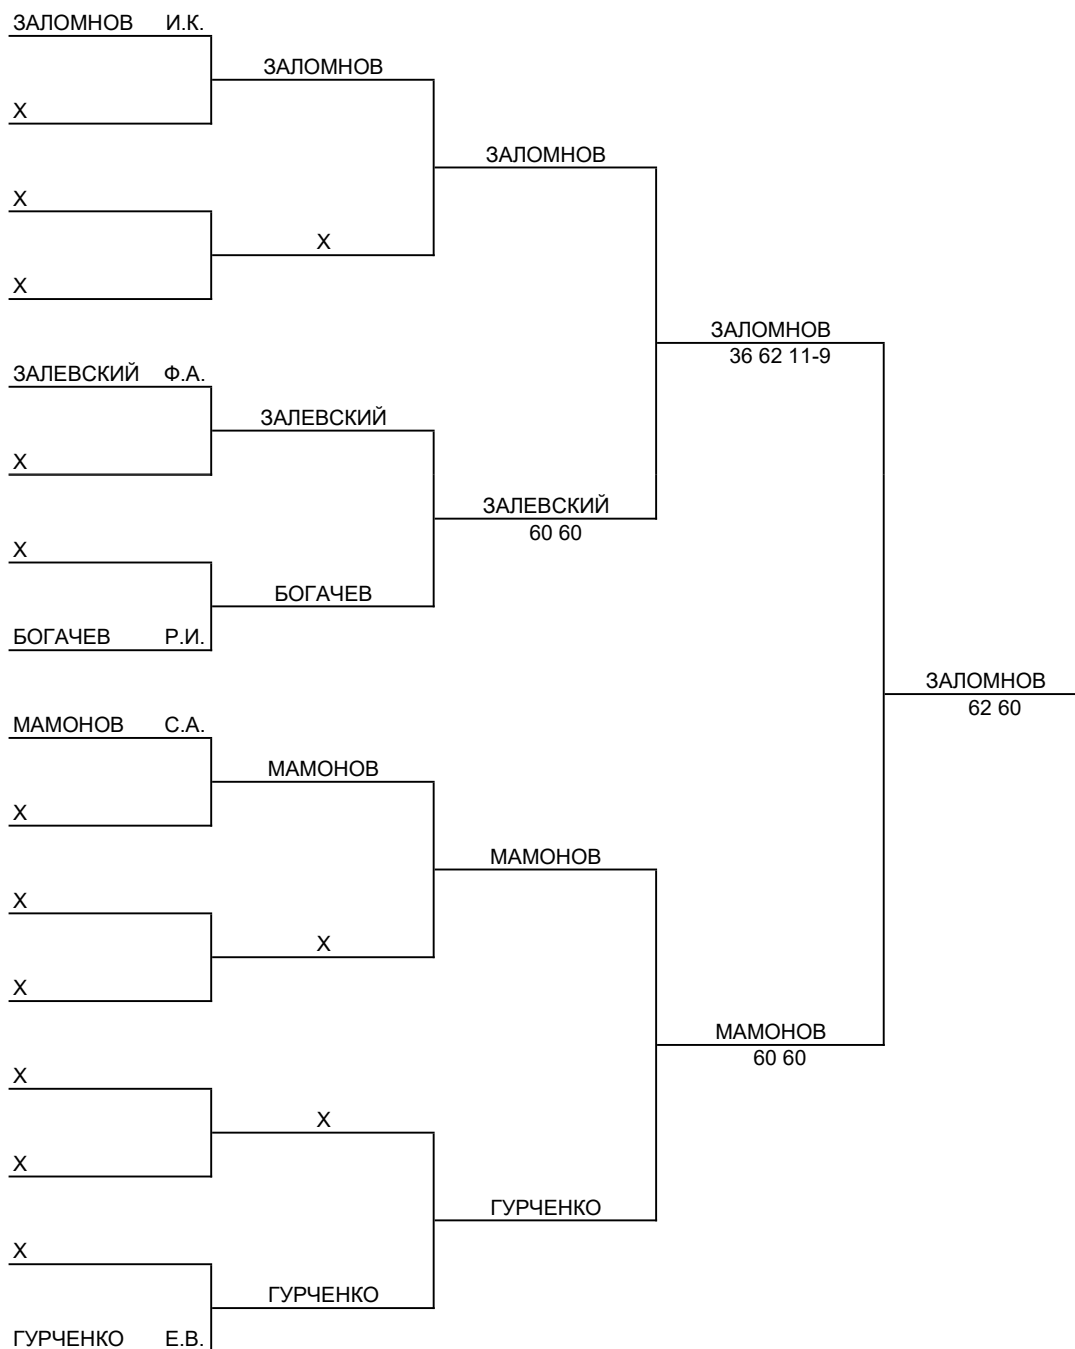 ЗАЛОМНОВ И.К.
ЗАЛОМНОВ
X
ЗАЛОМНОВ
X
X
X
ЗАЛОМНОВ
36 62 11-9
ЗАЛЕВСКИЙ Ф.А.
ЗАЛЕВСКИЙ
X
ЗАЛЕВСКИЙ
60 60
X
БОГАЧЕВ
БОГАЧЕВ Р.И.
ЗАЛОМНОВ
62 60
МАМОНОВ С.А.
МАМОНОВ
X
МАМОНОВ
X
X
X
МАМОНОВ
60 60
X
X
X
ГУРЧЕНКО
X
ГУРЧЕНКО
ГУРЧЕНКО Е.В.